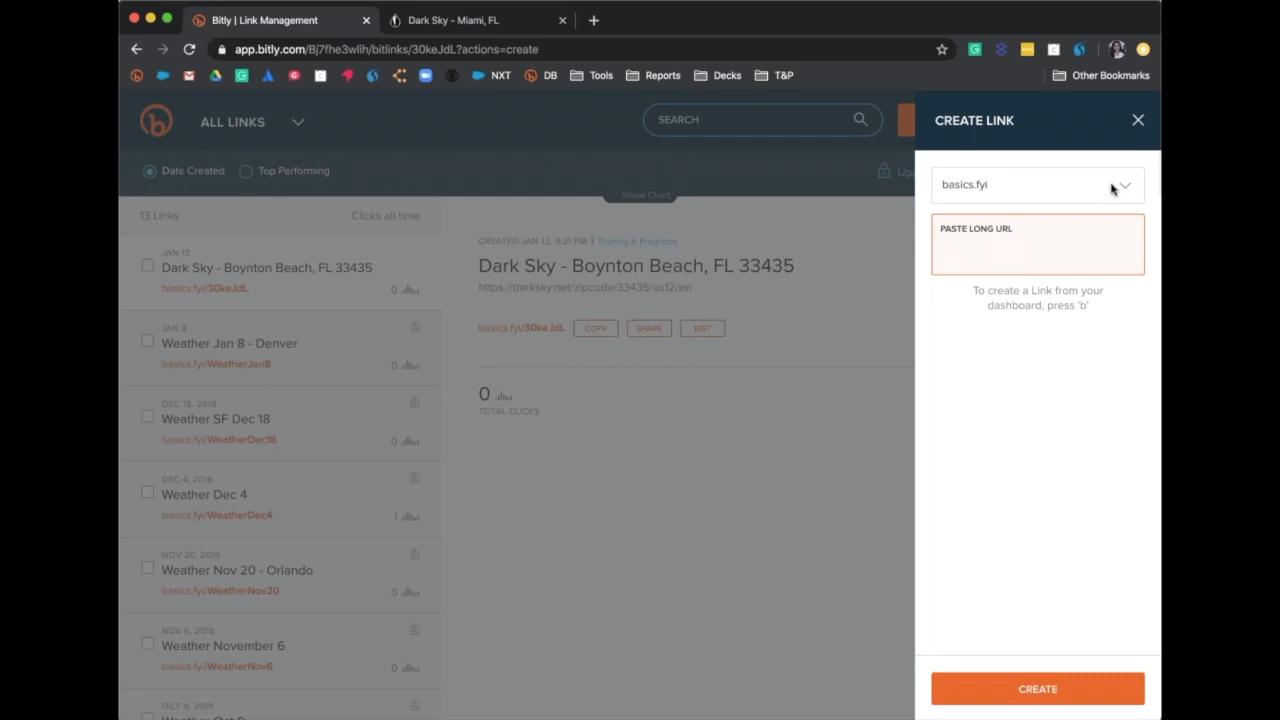 Bitly | Link Management
Dark Sky - Miami, FL
app.bitly.com/Bj7fhe3wlih/bitlinks/30keJdL?actions=create
NXT
DB
Tools
Reports
Decks
T&P
Other Bookmarks
ALL LINKS
SEARCH
CREATE LINK
Date Created
Top Performing
Show Chart
basics.fyi
PASTE LONG URL
To create a Link from your
dashboard, press 'b'
CREATE
13 Links
Clicks all time
JAN 13
Dark Sky - Boynton Beach, FL 33435
basics.fyi/30keJdL
0
JAN 8
Weather Jan 8 - Denver
basics.fyi/WeatherJan8
0
DEC 18, 2019
Weather SF Dec 18
basics.fyi/WeatherDec18
0
DEC 4, 2019
Weather Dec 4
basics.fyi/WeatherDec4
1
NOV 20, 2019
Weather Nov 20 - Orlando
basics.fyi/WeatherNov20
0
NOV 6, 2019
Weather November 6
basics.fyi/WeatherNov6
0
OCT 9, 2019
CREATED JAN 13, 9:21 PM | Training & Programs
Dark Sky - Boynton Beach, FL 33435
https://darksky.net/zipcode/33435/us12/en
basics.fyi/30keJdL
COPY
SHARE
EDIT
0
TOTAL CLICKS